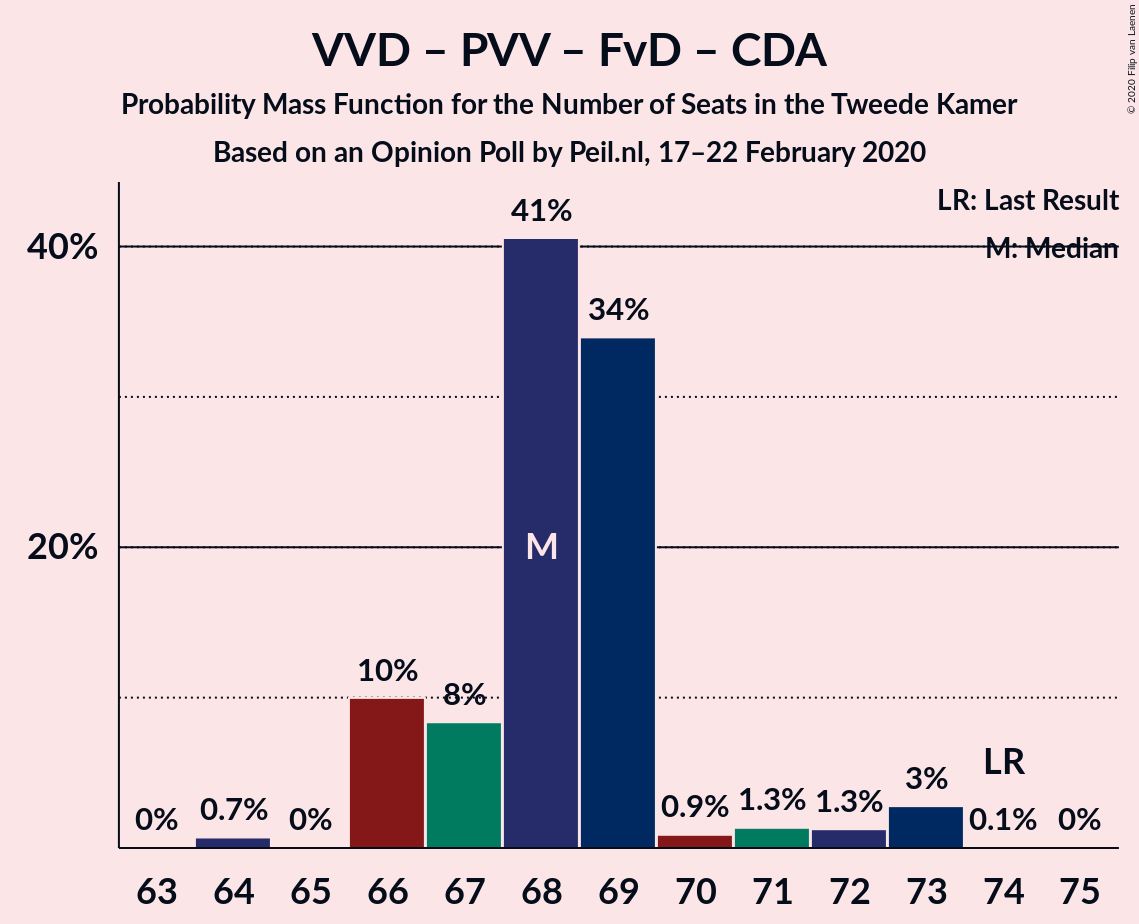 VVD – PVV – FvD – CDA
Probability Mass Function for the Number of Seats in the Tweede Kamer
Based on an Opinion Poll by Peil.nl, 17–22 February 2020
© 2020 Filip van Laenen
LR: Last Result
M: Median
40%
20%
0%
0.7%
0%
10%
8%
41%
M
34%
0.9%
1.3%
1.3%
3%
LR
0.1%
0%
63 64 65 66 67 68 69 70 71 72 73 74 75